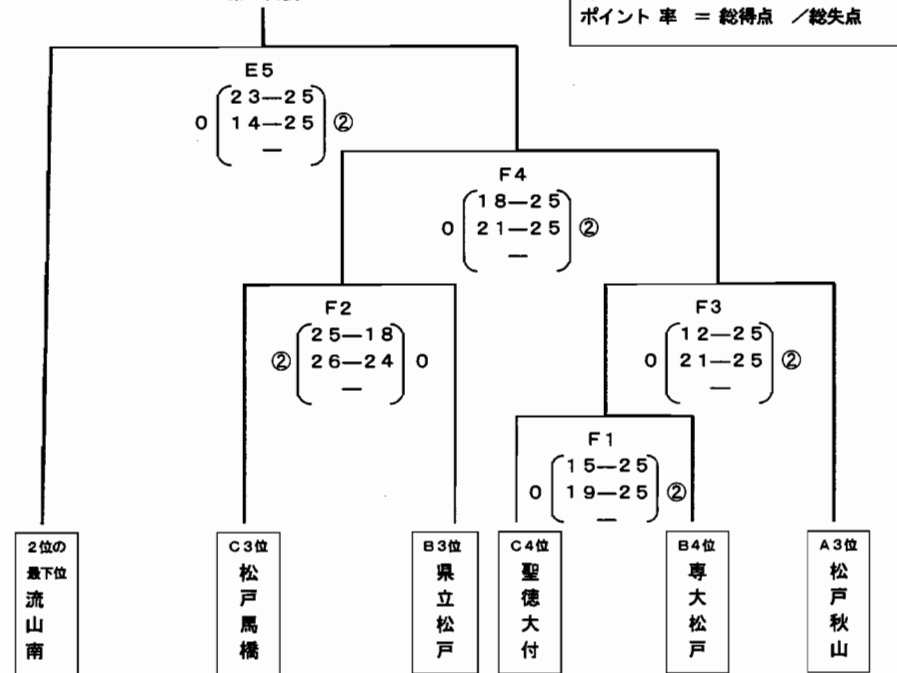 ポイント 率 = 総得点 /総失点
E5
23—25
0 14—25 ②
—
F4
18—25
0 21—25 ②
—
F2
25—18
② 26—24 0
—
F3
12—25
0 21—25 ②
—
F1
15—25
0 19—25 ②
—
2位の最下位
流山南
C3位
松戸馬橋
B3位
県立松戸
C4位
聖徳大付
B4位
専大松戸
A3位
松戸秋山